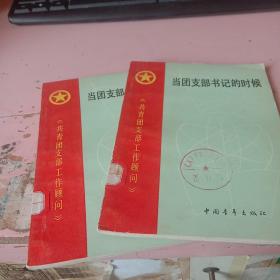 当团支部书记的时候
《共青团支部工作顾问》
中国青年出版社
当团支部
《共青团支部工作顾问》